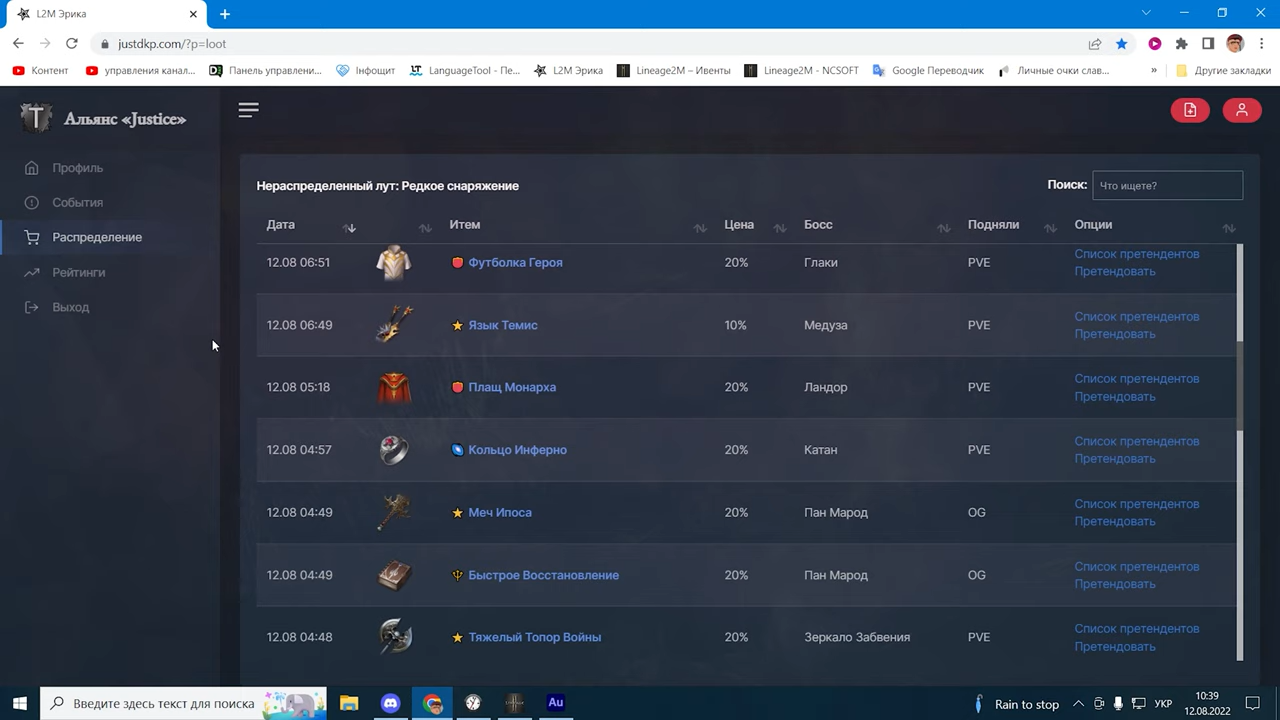 L2M Эрика
justdkp.com/?p=loot
Контент
управления канал...
Панель управлени...
Інфощит
LanguageTool - Пе...
L2M Эрика
Lineage2M – Ивенты
Lineage2M - NCSOFT
Google Переводчик
Личные очки слав...
»
Другие закладки
T
Альянс «Justice»
Профиль
События
Распределение
Рейтинги
Выход
Нераспределенный лут: Редкое снаряжение
Поиск: Что ищете?
Дата Итем Цена Босс Подняли Опции
12.08 06:51 Футболка Героя 20% Глаки PVE Список претендентов
Претендовать
12.08 06:49 Язык Темис 10% Медуза PVE Список претендентов
Претендовать
12.08 05:18 Плащ Монарха 20% Ландор PVE Список претендентов
Претендовать
12.08 04:57 Кольцо Инферно 20% Катан PVE Список претендентов
Претендовать
12.08 04:49 Меч Ипоса 20% Пан Марод OG Список претендентов
Претендовать
12.08 04:49 Быстрое Восстановление 20% Пан Марод OG Список претендентов
Претендовать
12.08 04:48 Тяжелый Топор Войны 20% Зеркало Забвения PVE Список претендентов
Претендовать
Введите здесь текст для поиска
Au
Rain to stop
УКР
10:39
12.08.2022